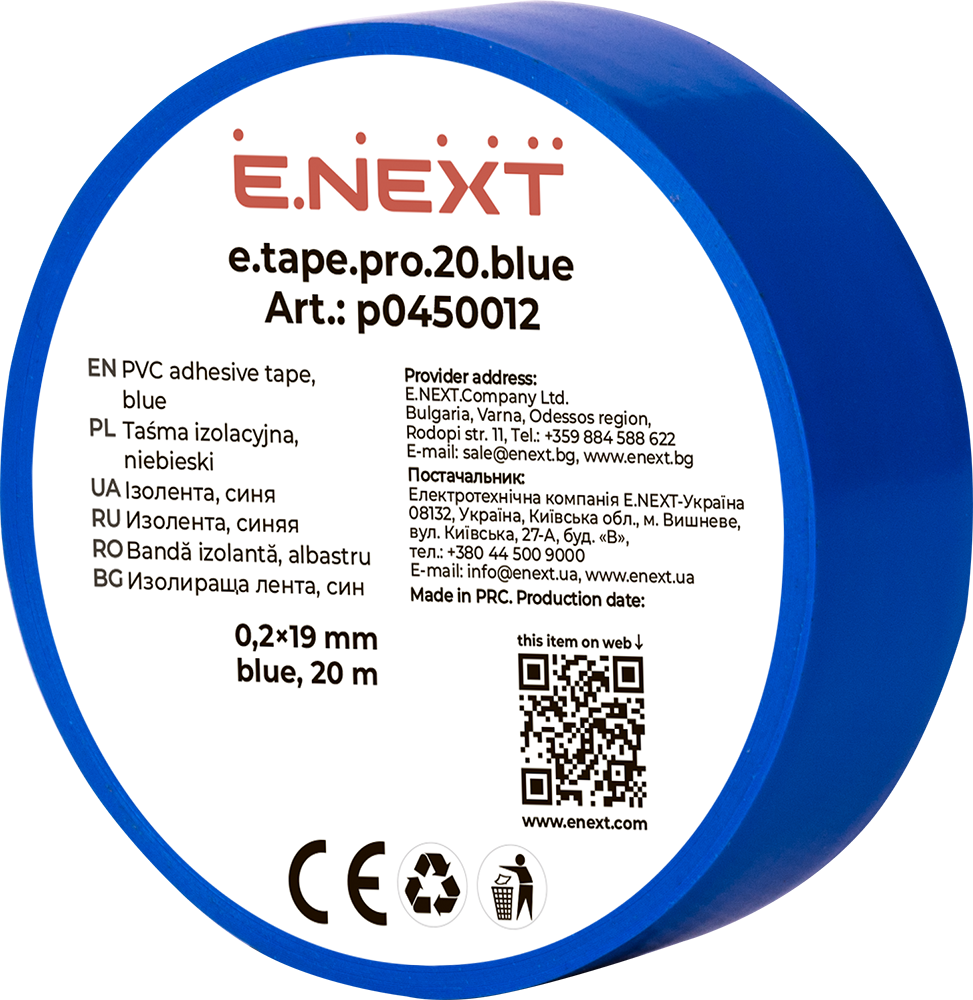 E.NEXT
e.tape.pro.20.blue
Art.: p0450012
EN PVC adhesive tape,
blue
PL Taśma izolacyjna,
niebieski
UA Ізолента, синя
RU Изолента, синяя
RO Bandă izolantă, albastru
BG Изолираща лента, син
0,2×19 mm
blue, 20 m
Provider address:
E.NEXT.Company Ltd.
Bulgaria, Varna, Odessos region,
Rodopi str. 11, Tel.: +359 884 588 622
E-mail: sale@enext.bg, www.enext.bg
Постачальник:
Електротехнічна компанія E.NEXT-Україна
08132, Україна, Київська обл., м. Вишневе,
вул. Київська, 27-А, буд. «В»,
тел.: +380 44 500 9000
E-mail: info@enext.ua, www.enext.ua
Made in PRC. Production date:
this item on web↓
www.enext.com
CE